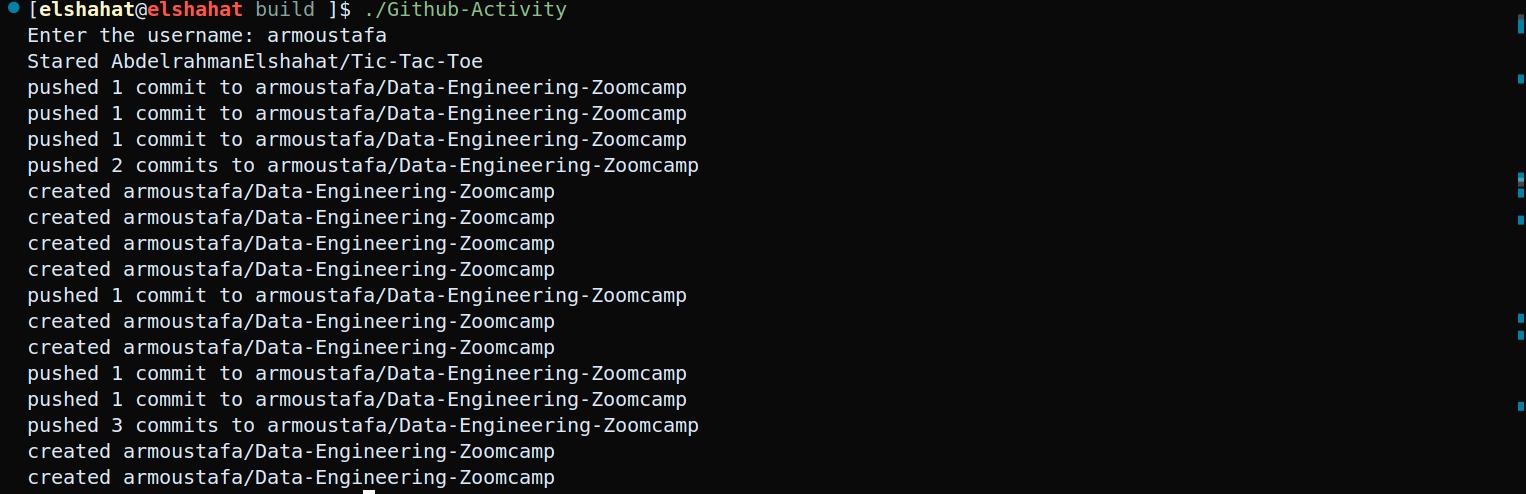 [elshahat@elshahat build ]$ ./Github-Activity
Enter the username: armoustafa
Stared AbdelrahmanElshahat/Tic-Tac-Toe
pushed 1 commit to armoustafa/Data-Engineering-Zoomcamp
pushed 1 commit to armoustafa/Data-Engineering-Zoomcamp
pushed 1 commit to armoustafa/Data-Engineering-Zoomcamp
pushed 2 commits to armoustafa/Data-Engineering-Zoomcamp
created armoustafa/Data-Engineering-Zoomcamp
created armoustafa/Data-Engineering-Zoomcamp
created armoustafa/Data-Engineering-Zoomcamp
created armoustafa/Data-Engineering-Zoomcamp
pushed 1 commit to armoustafa/Data-Engineering-Zoomcamp
created armoustafa/Data-Engineering-Zoomcamp
created armoustafa/Data-Engineering-Zoomcamp
pushed 1 commit to armoustafa/Data-Engineering-Zoomcamp
pushed 1 commit to armoustafa/Data-Engineering-Zoomcamp
pushed 3 commits to armoustafa/Data-Engineering-Zoomcamp
created armoustafa/Data-Engineering-Zoomcamp
created armoustafa/Data-Engineering-Zoomcamp